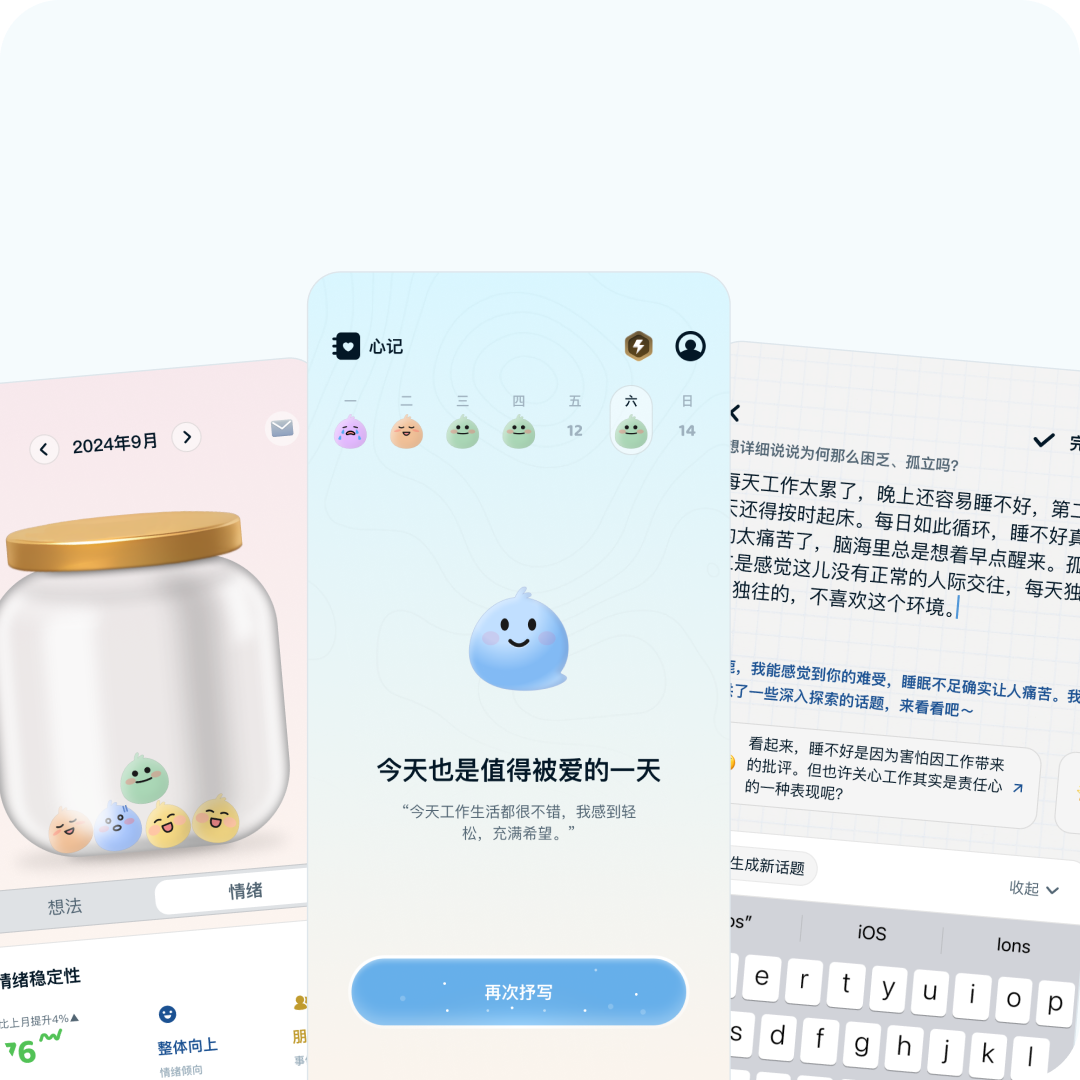 2024年9月
想法
情绪
情绪稳定性
比上月提升4%▲
76
整体向上
情绪倾向
朋
事
心记
一 二 三 四 五 六 日
12 14
今天也是值得被爱的一天
“今天工作生活都很不错，我感到轻
松，充满希望。”
再次抒写
完
想详细说说为何那么困乏、孤立吗？
每天工作太累了，晚上还容易睡不好，第二
天还得按时起床。每日如此循环，睡不好真
的太痛苦了，脑海里总是想着早点醒来。孤
立是感觉这儿没有正常的人际交往，每天独
独往的，不喜欢这个环境。
，我能感觉到你的难受，睡眠不足确实让人痛苦。我
了一些深入探索的话题，来看看吧～
看起来，睡不好是因为害怕因工作带来
的批评。但也许关心工作其实是责任心
的一种表现呢？
生成新话题
收起
ps”
iOS
Ions
e r t y u i o p
s d f g h j k l